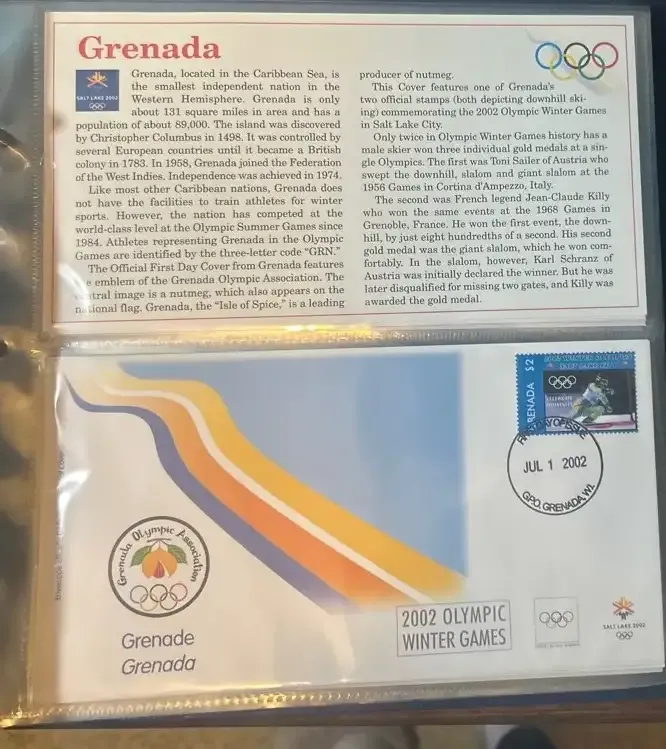 Grenada
SALT LAKE 2002
Grenada, located in the Caribbean Sea, is
the smallest independent nation in the
Western Hemisphere. Grenada is only
about 131 square miles in area and has a
population of about 89,000. The island was discovered
by Christopher Columbus in 1498. It was controlled by
several European countries until it became a British
colony in 1783. In 1958, Grenada joined the Federation
of the West Indies. Independence was achieved in 1974.
Like most other Caribbean nations, Grenada does
not have the facilities to train athletes for winter
sports. However, the nation has competed at the
world-class level at the Olympic Summer Games since
1984. Athletes representing Grenada in the Olympic
Games are identified by the three-letter code "GRN."
The Official First Day Cover from Grenada features
the emblem of the Grenada Olympic Association. The
central image is a nutmeg, which also appears on the
national flag. Grenada, the "Isle of Spice," is a leading
producer of nutmeg.
This Cover features one of Grenada's
two official stamps (both depicting downhill ski-
ing) commemorating the 2002 Olympic Winter Games
in Salt Lake City.
Only twice in Olympic Winter Games history has a
male skier won three individual gold medals at a sin-
gle Olympics. The first was Toni Sailer of Austria who
swept the downhill, slalom and giant slalom at the
1956 Games in Cortina d'Ampezzo, Italy.
The second was French legend Jean-Claude Killy
who won the same events at the 1968 Games in
Grenoble, France. He won the first event, the down-
hill, by just eight hundredths of a second. His second
gold medal was the giant slalom, which he won com-
fortably. In the slalom, however, Karl Schranz of
Austria was initially declared the winner. But he was
later disqualified for missing two gates, and Killy was
awarded the gold medal.
2002 WINTER OLYMPICS
SALT LAKE CITY
GRENADA $2
FIRST DAY OF ISSUE
JUL 1 2002
GPO, GRENADA, W.I.
Grenada Olympic Association
Grenade
Grenada
2002 OLYMPIC
WINTER GAMES
SALT LAKE 2002